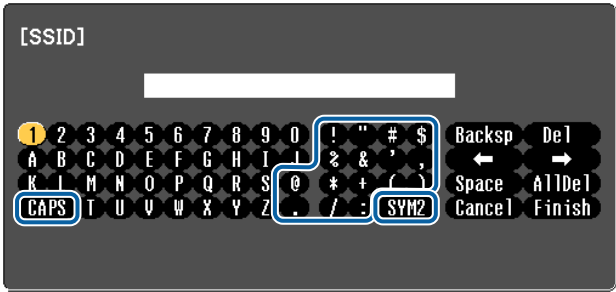 [SSID]
1 2 3 4 5 6 7 8 9 0 ! " # $ Backsp Del
A B C D E F G H I J % & ' , ← →
K L M N O P Q R S @ * + ( ) Space AllDel
CAPS T U V W X Y Z . / : SYM2 Cancel Finish